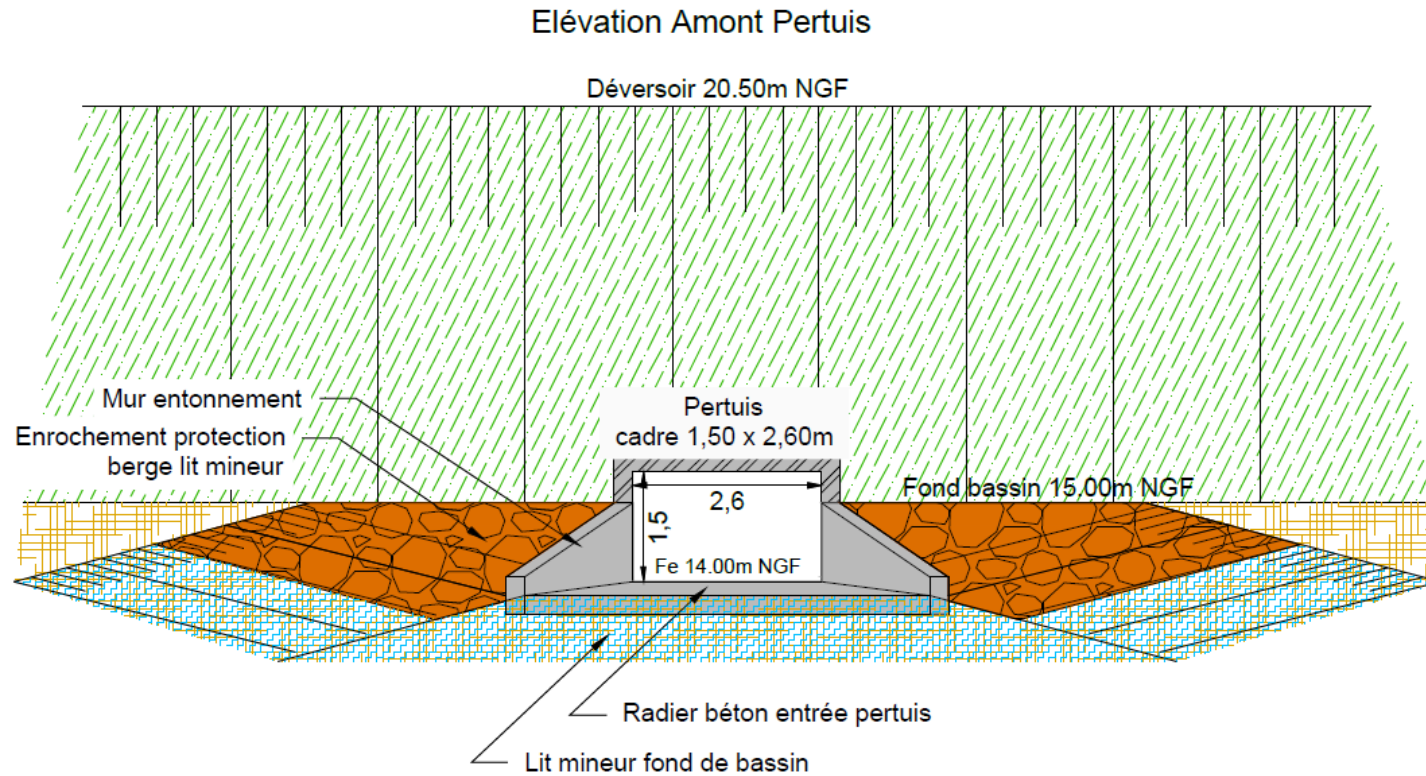 Elévation Amont Pertuis
Déversoir 20.50m NGF
Mur entonnement
Enrochement protection
berge lit mineur
Pertuis
cadre 1,50 x 2,60m
Fond bassin 15.00m NGF
2,6
1,5
Fe 14.00m NGF
Radier béton entrée pertuis
Lit mineur fond de bassin